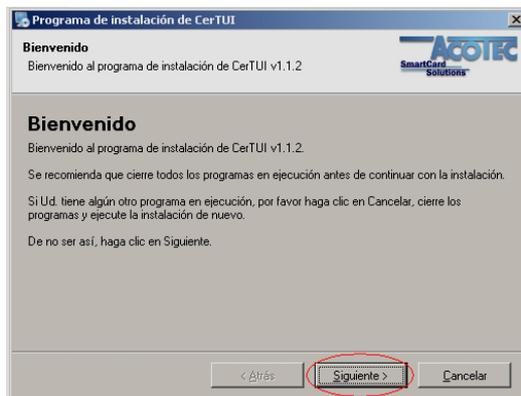 Programa de instalación de CerTUI
Bienvenido
Bienvenido al programa de instalación de CerTUI v1.1.2
ACOTEC
SmartCard
Solutions
Bienvenido
Bienvenido al programa de instalación de CerTUI v1.1.2.
Se recomienda que cierre todos los programas en ejecución antes de continuar con la instalación.
Si Ud. tiene algún otro programa en ejecución, por favor haga clic en Cancelar, cierre los
programas y ejecute la instalación de nuevo.
De no ser así, haga clic en Siguiente.
< Atrás
Siguiente >
Cancelar